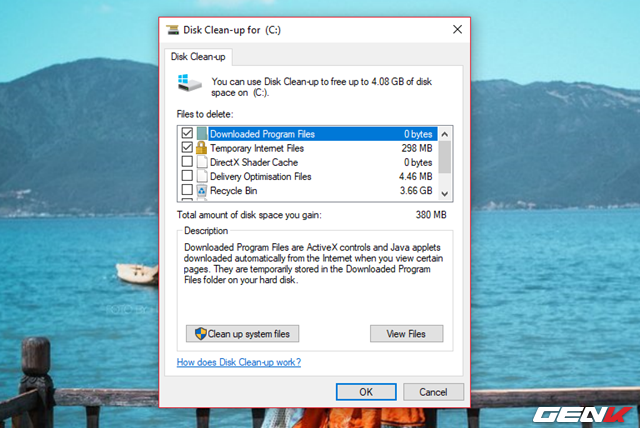 Disk Clean-up for (C:)
Disk Clean-up
You can use Disk Clean-up to free up to 4.08 GB of disk
space on (C:).
Files to delete:
Downloaded Program Files 0 bytes
Temporary Internet Files 298 MB
DirectX Shader Cache 0 bytes
Delivery Optimisation Files 4.46 MB
Recycle Bin 3.66 GB
Total amount of disk space you gain: 380 MB
Description
Downloaded Program Files are ActiveX controls and Java applets
downloaded automatically from the Internet when you view certain
pages. They are temporarily stored in the Downloaded Program
Files folder on your hard disk.
Clean up system files View Files
How does Disk Clean-up work?
OK Cancel
GENK